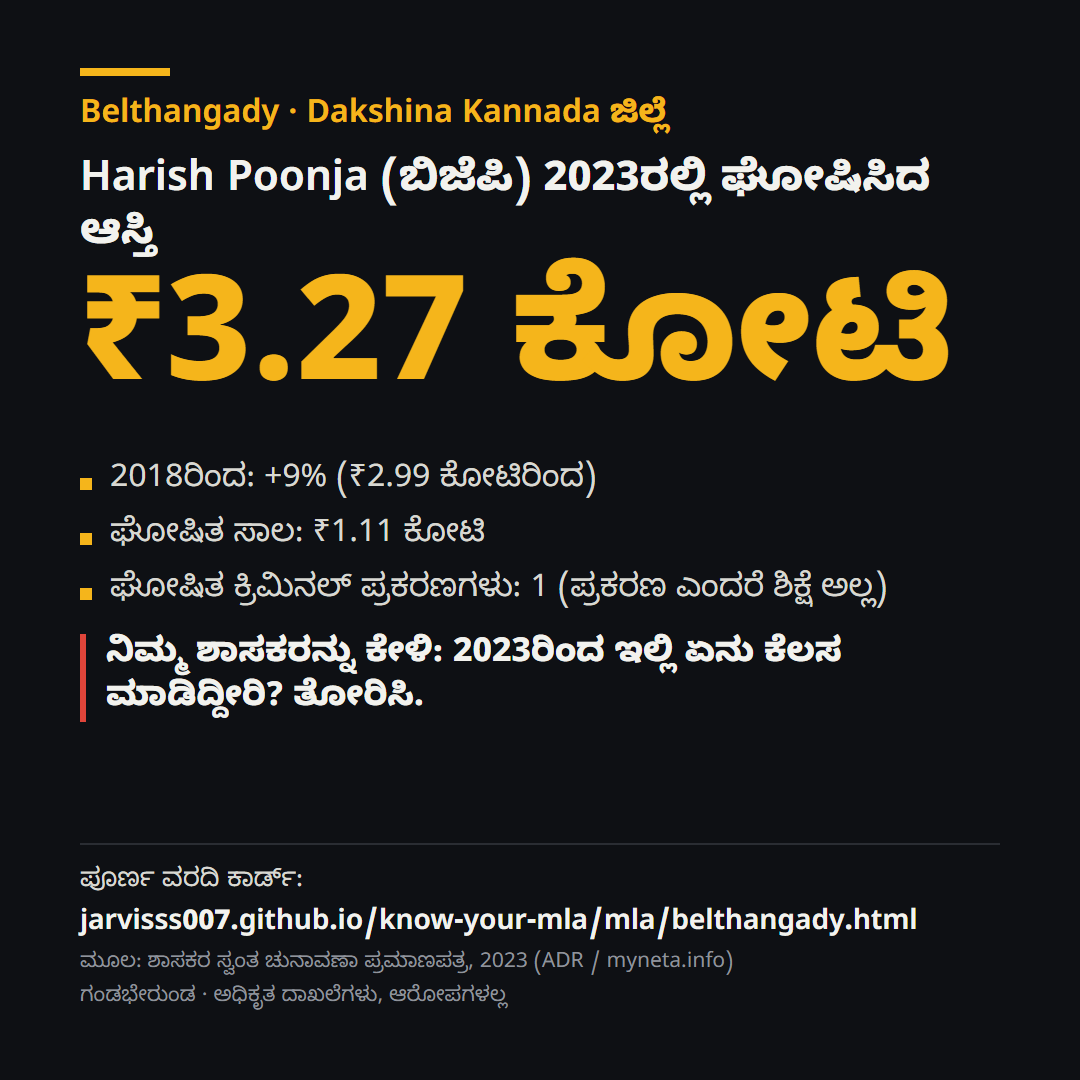 Belthangady · Dakshina Kannada ಜಿಲ್ಲೆ
Harish Poonja (ಬಿಜೆಪಿ) 2023ರಲ್ಲಿ ಘೋಷಿಸಿದ
ಆಸ್ತಿ
₹3.27 ಕೋಟಿ
2018ರಿಂದ: +9% (₹2.99 ಕೋಟಿರಿಂದ)
ಘೋಷಿತ ಸಾಲ: ₹1.11 ಕೋಟಿ
ಘೋಷಿತ ಕ್ರಿಮಿನಲ್ ಪ್ರಕರಣಗಳು: 1 (ಪ್ರಕರಣ ಎಂದರೆ ಶಿಕ್ಷೆ ಅಲ್ಲ)
ನಿಮ್ಮ ಶಾಸಕರನ್ನು ಕೇಳಿ: 2023ರಿಂದ ಇಲ್ಲಿ ಏನು ಕೆಲಸ
ಮಾಡಿದ್ದೀರಿ? ತೋರಿಸಿ.
ಪೂರ್ಣ ವರದಿ ಕಾರ್ಡ್:
jarvisss007.github.io/know-your-mla/mla/belthangady.html
ಮೂಲ: ಶಾಸಕರ ಸ್ವಂತ ಚುನಾವಣಾ ಪ್ರಮಾಣಪತ್ರ, 2023 (ADR / myneta.info)
ಗಂಡಭೇರುಂಡ · ಅಧಿಕೃತ ದಾಖಲೆಗಳು, ಆರೋಪಗಳಲ್ಲ